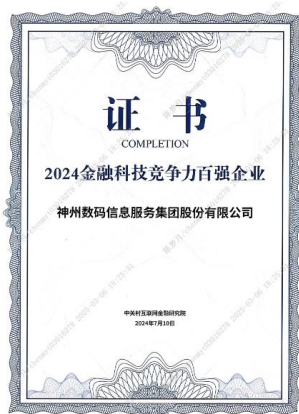 证书
COMPLETION
2024金融科技竞争力百强企业
神州数码信息服务集团股份有限公司
中关村互联网金融研究院
2024年7月10日